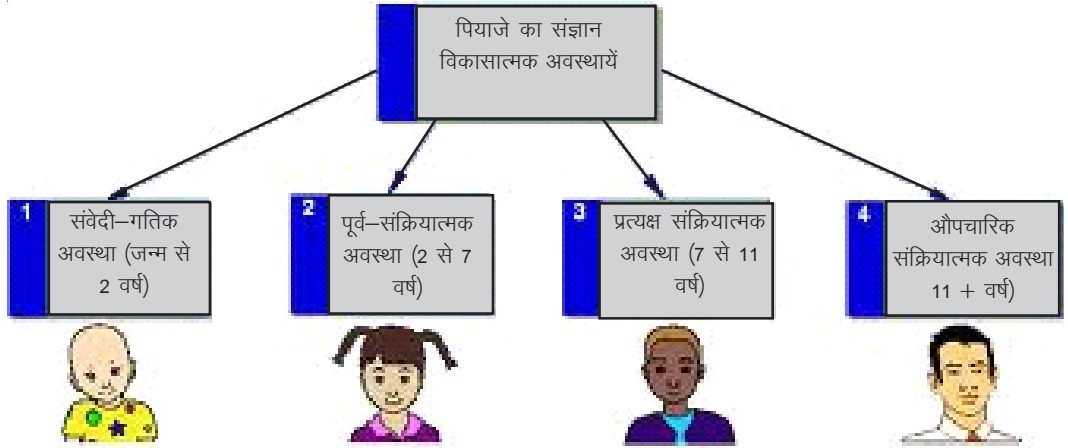 पियाजे का संज्ञान
विकासात्मक अवस्थायें
1
संवेदी–गतिक
अवस्था (जन्म से
2 वर्ष)
2
पूर्व–संक्रियात्मक
अवस्था (2 से 7
वर्ष)
3
प्रत्यक्ष संक्रियात्मक
अवस्था (7 से 11
वर्ष)
4
औपचारिक
संक्रियात्मक अवस्था
11 + वर्ष)